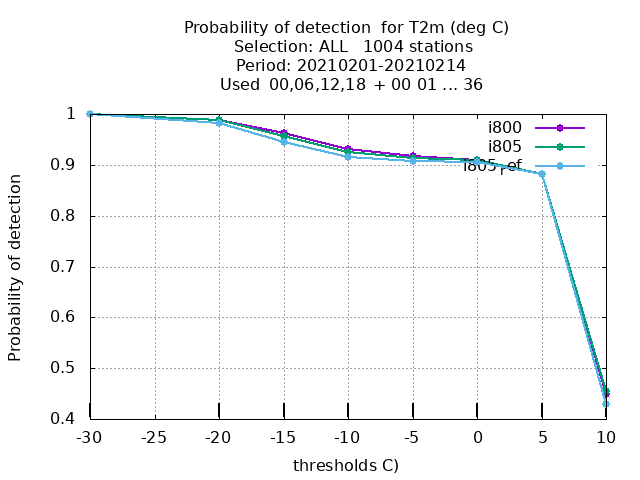 Probability of detection for T2m (deg C)
Selection: ALL 1004 stations
Period: 20210201-20210214
Used 00,06,12,18 + 00 01 ... 36
Probability of detection
1
0.9
0.8
0.7
0.6
0.5
0.4
i800
i805
i805_ref
-30 -25 -20 -15 -10 -5 0 5 10
thresholds C)